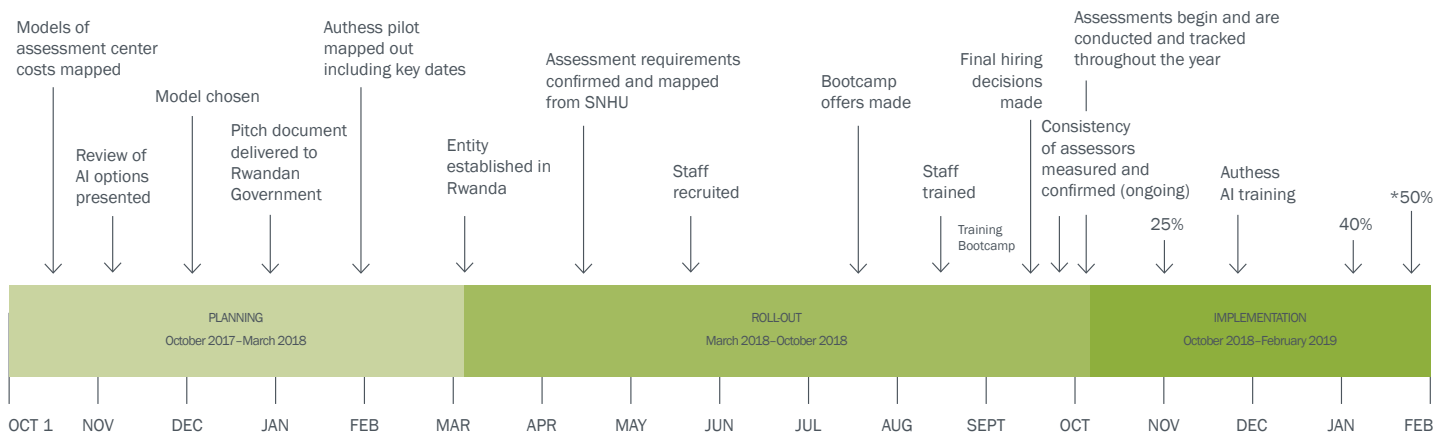 Models of
assessment center
costs mapped
Review of
AI options
presented
Model chosen
Pitch document
delivered to
Rwandan
Government
Authess pilot
mapped out
including key dates
Entity
established in
Rwanda
Assessment requirements
confirmed and mapped
from SNHU
Staff
recruited
Bootcamp
offers made
Staff
trained
Training
Bootcamp
Final hiring
decisions
made
Assessments begin and are
conducted and tracked
throughout the year
Consistency
of assessors
measured and
confirmed (ongoing)
25%
Authess
AI training
40%
*50%
PLANNING
October 2017–March 2018
ROLL-OUT
March 2018–October 2018
IMPLEMENTATION
October 2018–February 2019
OCT 1 NOV DEC JAN FEB MAR APR MAY JUN JUL AUG SEPT OCT NOV DEC JAN FEB